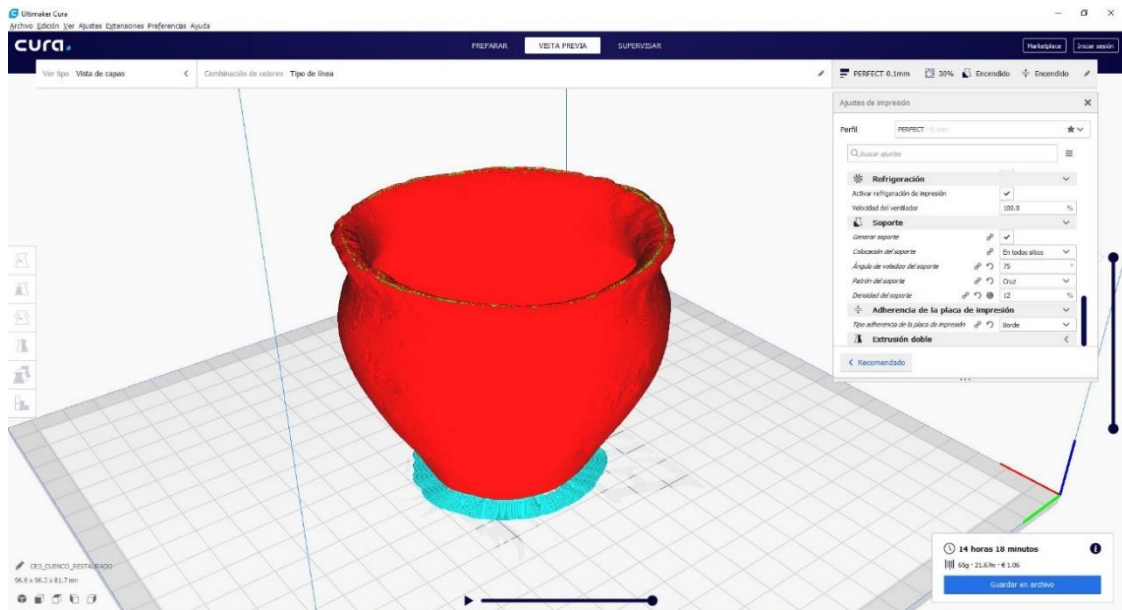 Ultimaker Cura
Archivo Edición Ver Ajustes Extensiones Preferencias Ayuda
cura.
PREPARAR VISTA PREVIA SUPERVISAR
Marketplace Iniciar sesión
Ver tipo Vista de capas
Combinación de colores Tipo de línea
PERFECT 0.1mm 30% Encendido Encendido
Ajustes de impresión
Perfil PERFECT - 0.1mm
buscar ajustes
Refrigeración
Activar refrigeración de impresión
Velocidad del ventilador 100.0 %
Soporte
Generar soporte
Colocación del soporte En todos sitios
Ángulo de voladizo del soporte 75 °
Patrón del soporte Cruz
Densidad del soporte 12 %
Adherencia de la placa de impresión
Tipo adherencia de la placa de impresión Borde
Extrusión doble
Recomendado
CE3_CUENCO_RESTAURADO
96.6 x 96.2 x 81.7 mm
14 horas 18 minutos
65g · 21.67m · € 1.06
Guardar en archivo